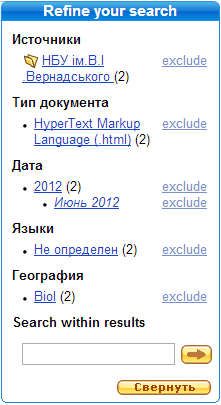 Refine your search
Источники
НБУ ім.В.І exclude
.Вернадського (2)
Тип документа
HyperText Markup exclude
Language (.html) (2)
Дата
2012 (2) exclude
Июнь 2012 exclude
Языки
Не определен (2) exclude
География
Biol (2) exclude
Search within results
Свернуть